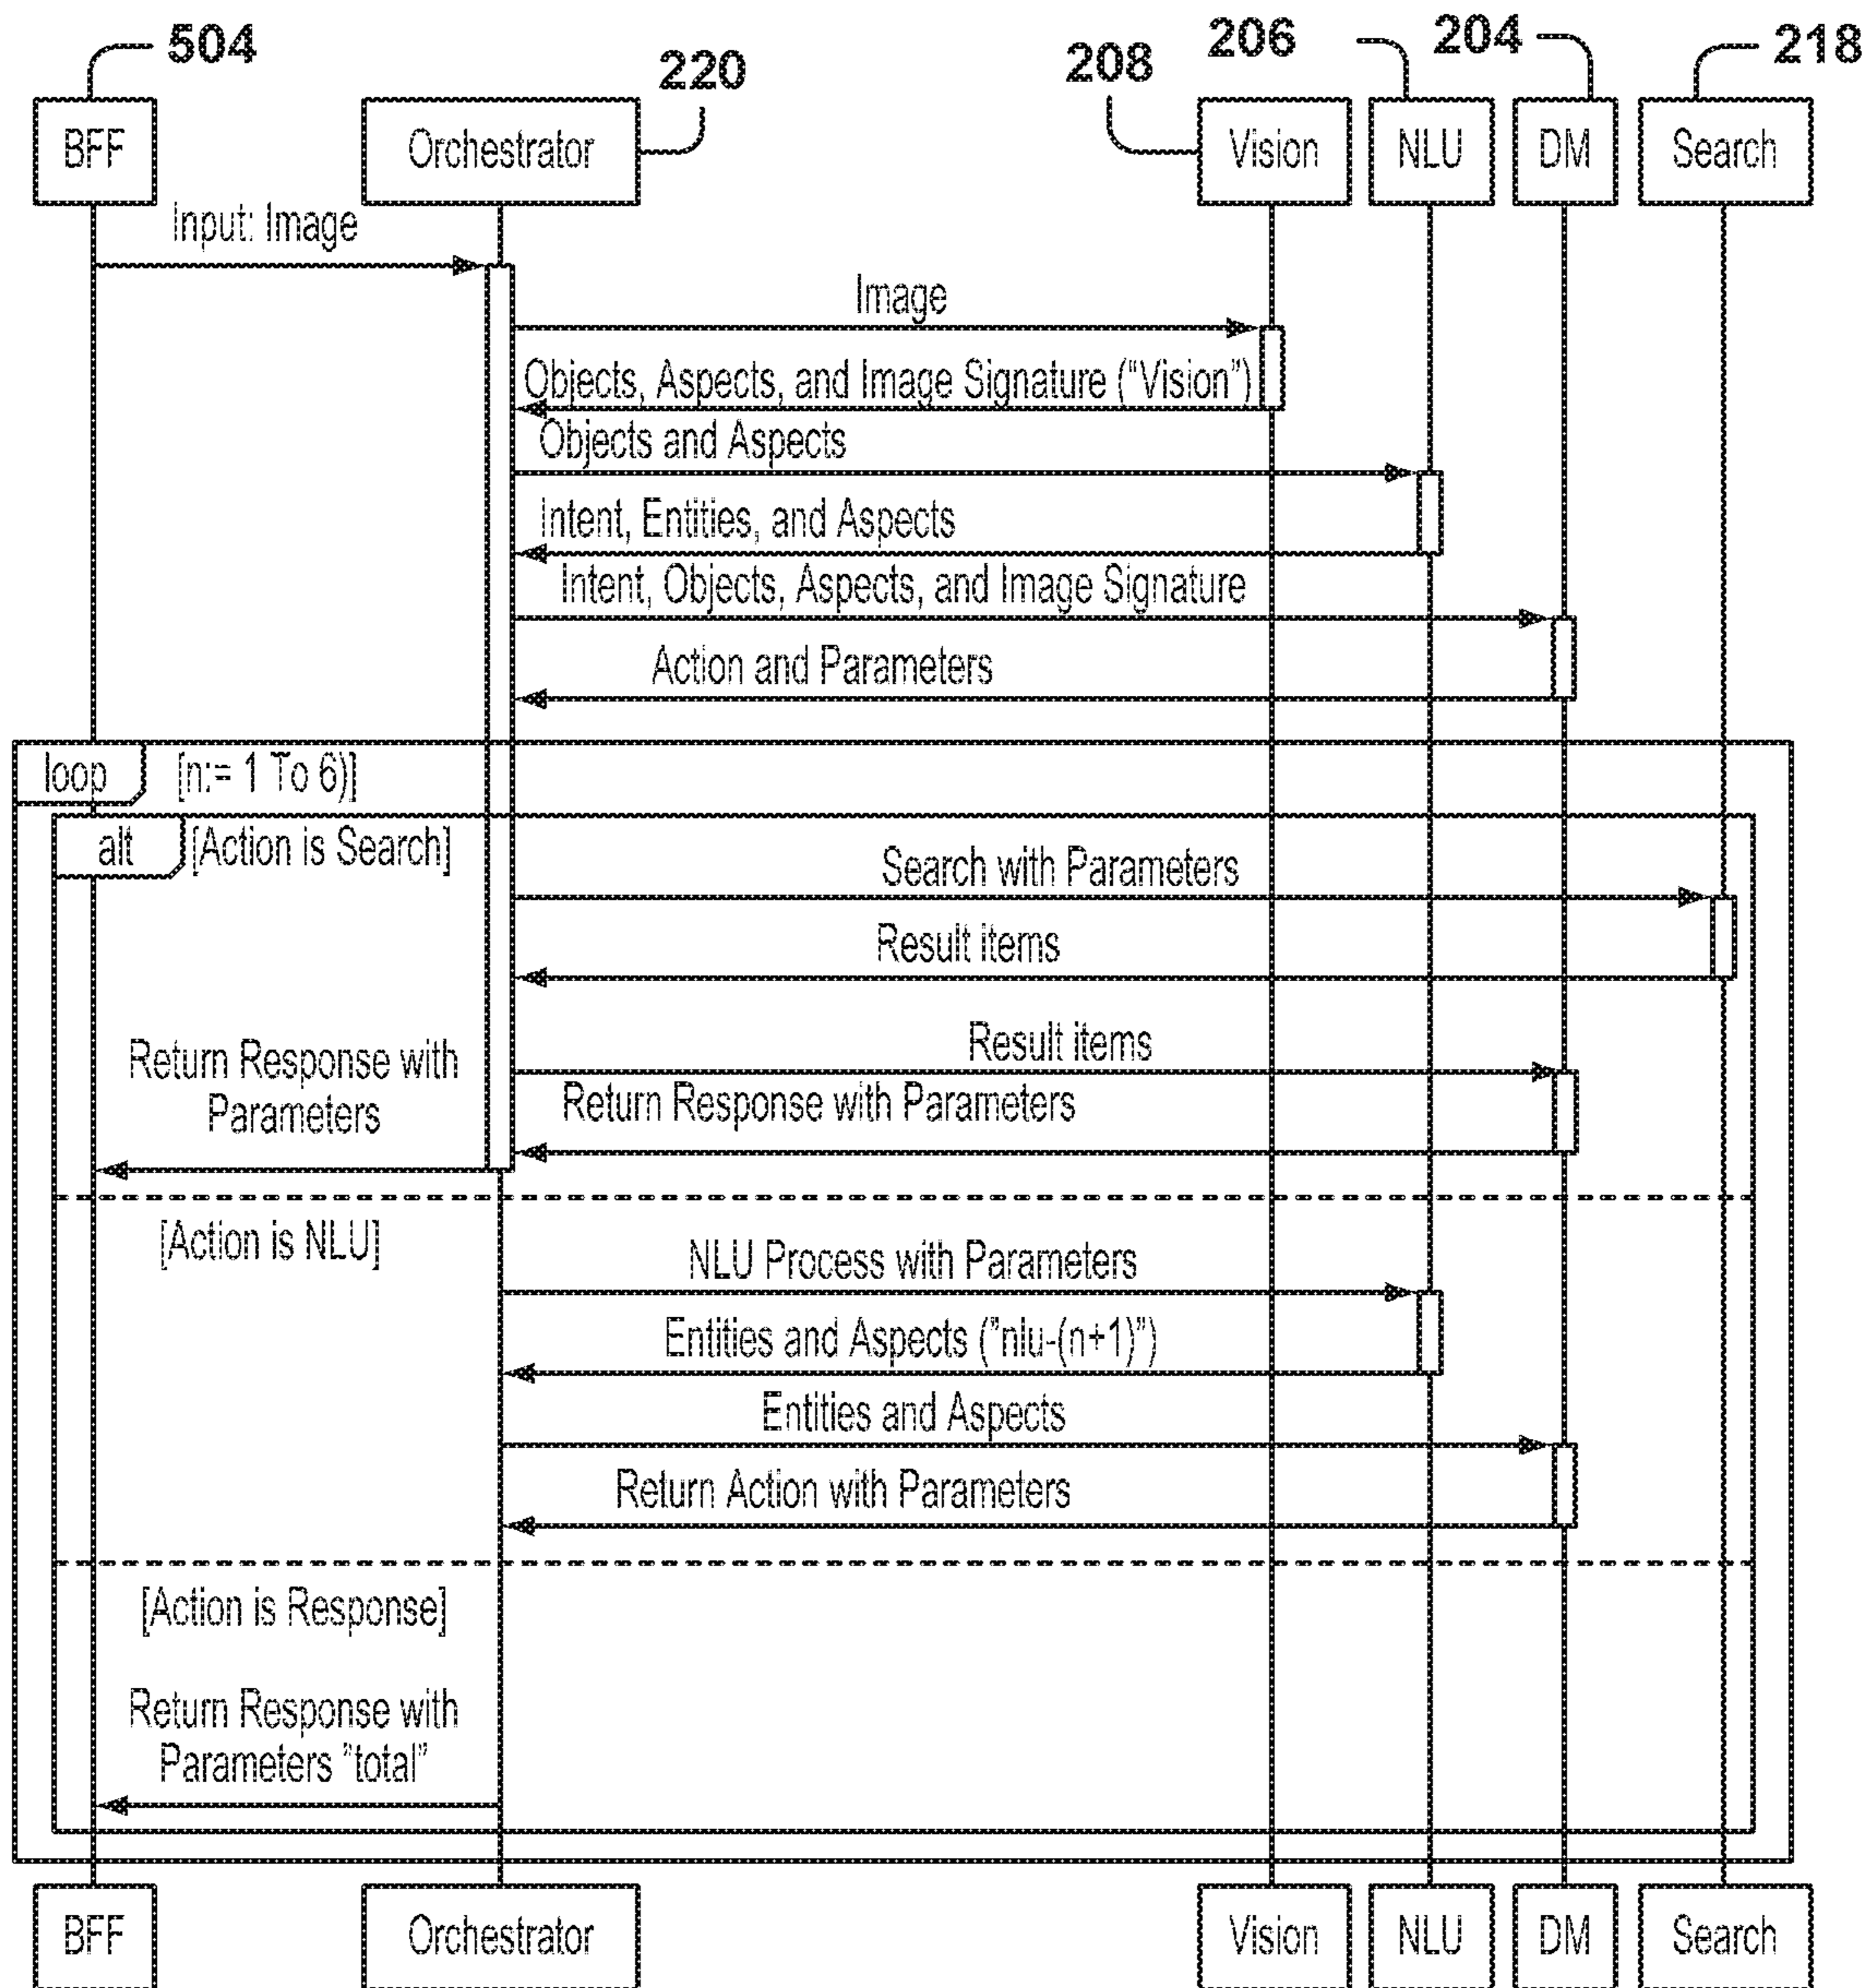 504
220
208
206
204
218
BFF
Orchestrator
Vision
NLU
DM
Search
Input: Image
Image
Objects, Aspects, and Image Signature ("Vision")
Objects and Aspects
Intent, Entities, and Aspects
Intent, Objects, Aspects, and Image Signature
Action and Parameters
loop [n:= 1 To 6)]
alt [Action is Search]
Search with Parameters
Result items
Result items
Return Response with
Parameters
Return Response with Parameters
[Action is NLU]
NLU Process with Parameters
Entities and Aspects ("nlu-(n+1)")
Entities and Aspects
Return Action with Parameters
[Action is Response]
Return Response with
Parameters "total"
BFF
Orchestrator
Vision
NLU
DM
Search